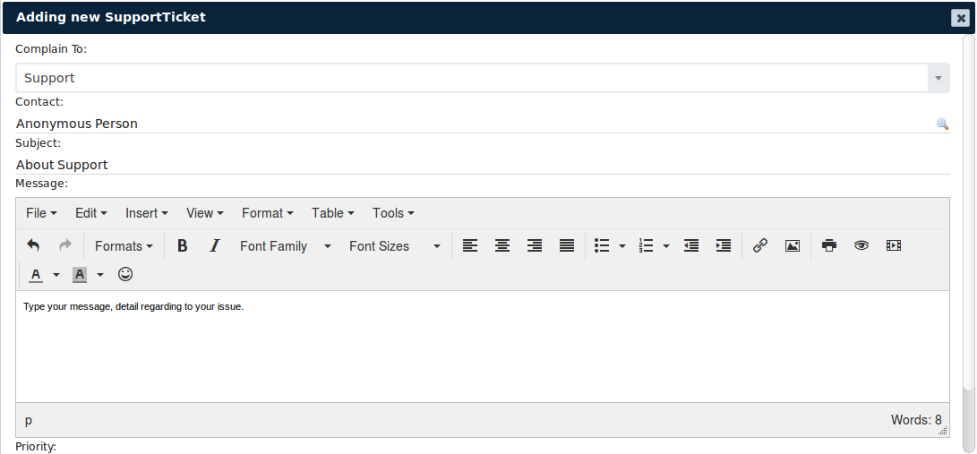 Adding new SupportTicket
Complain To:
Support
Contact:
Anonymous Person
Subject:
About Support
Message:
File Edit Insert View Format Table Tools
Formats B I Font Family Font Sizes
A A
Type your message, detail regarding to your issue.
p Words: 8
Priority: